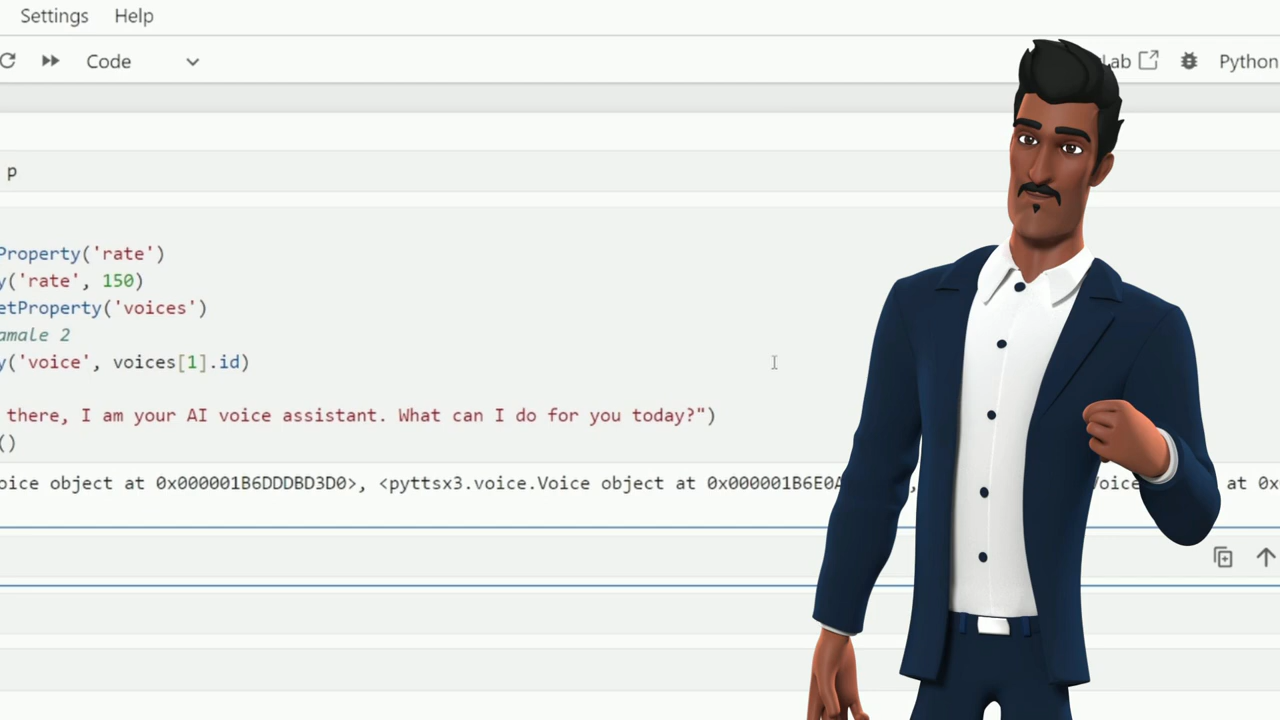 Settings Help
Code Lab Python
p
Property('rate')
y('rate', 150)
etProperty('voices')
amale 2
y('voice', voices[1].id)
there, I am your AI voice assistant. What can I do for you today?")
()
oice object at 0x000001B6DDDBD3D0>, <pyttsx3.voice.Voice object at 0x000001B6E0A , Voice at 0x